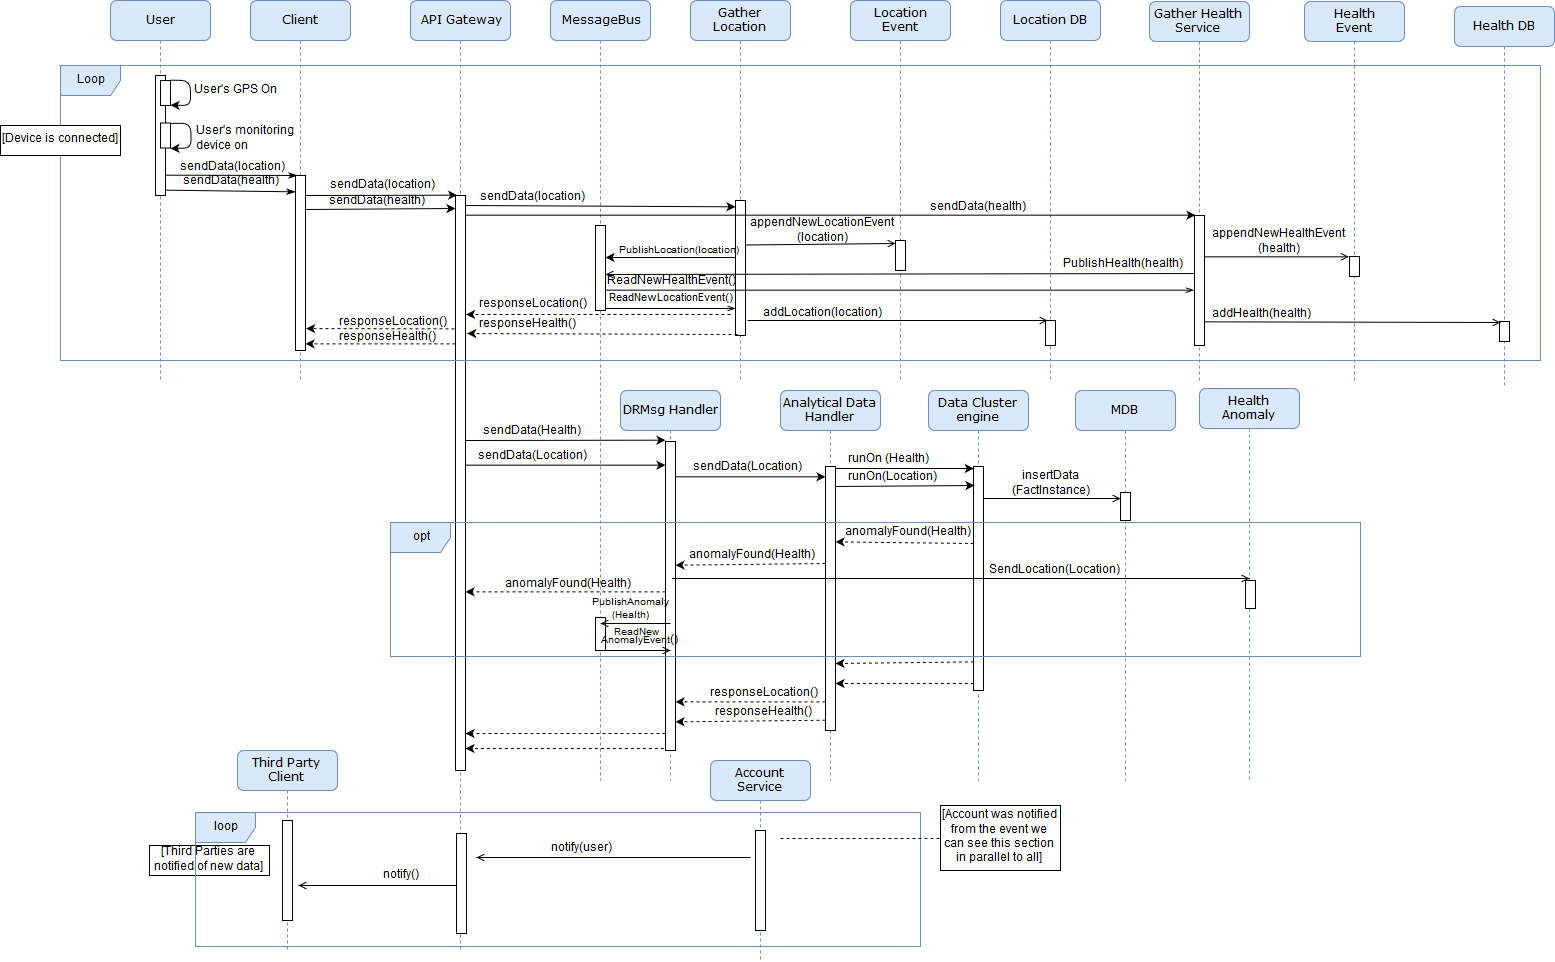 User
Client
API Gateway
MessageBus
Gather
Location
Location
Event
Location DB
Gather Health
Service
Health
Event
Health DB
Loop
User's GPS On
[Device is connected]
User's monitoring
device on
sendData(location)
sendData(health)
sendData(location)
sendData(health)
sendData(location)
sendData(health)
appendNewLocationEvent
(location)
appendNewHealthEvent
(health)
PublishLocation(location)
PublishHealth(health)
ReadNewHealthEvent()
ReadNewLocationEvent()
responseLocation()
addLocation(location)
addHealth(health)
responseLocation()
responseHealth()
responseHealth()
DRMsg Handler
Analytical Data
Handler
Data Cluster
engine
MDB
Health
Anomaly
sendData(Health)
sendData(Location)
sendData(Location)
runOn (Health)
runOn(Location)
insertData
(FactInstance)
opt
anomalyFound(Health)
anomalyFound(Health)
SendLocation(Location)
anomalyFound(Health)
PublishAnomaly
(Health)
ReadNew
AnomalyEvent()
responseLocation()
responseHealth()
Third Party
Client
Account
Service
loop
[Third Parties are
notified of new data]
notify(user)
notify()
[Account was notified
from the event we
can see this section
in parallel to all]